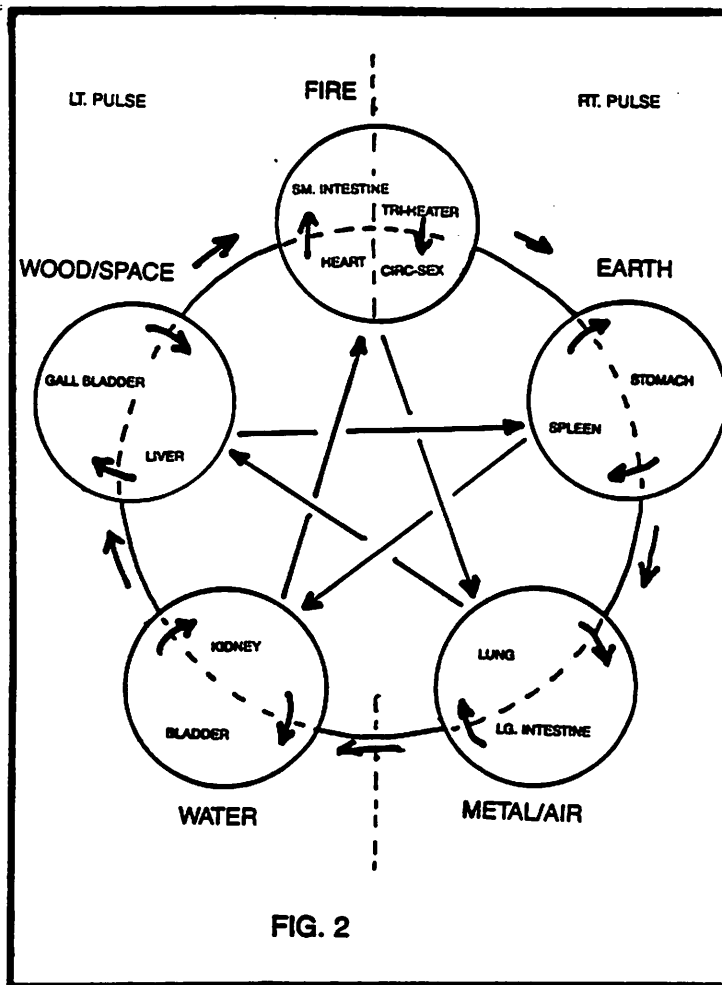 FIRE
LT. PULSE
RT. PULSE
SM. INTESTINE
TRI-HEATER
HEART
CIRC-SEX
WOOD/SPACE
EARTH
GALL BLADDER
LIVER
STOMACH
SPLEEN
KIDNEY
BLADDER
LUNG
LG. INTESTINE
WATER
METAL/AIR
FIG. 2